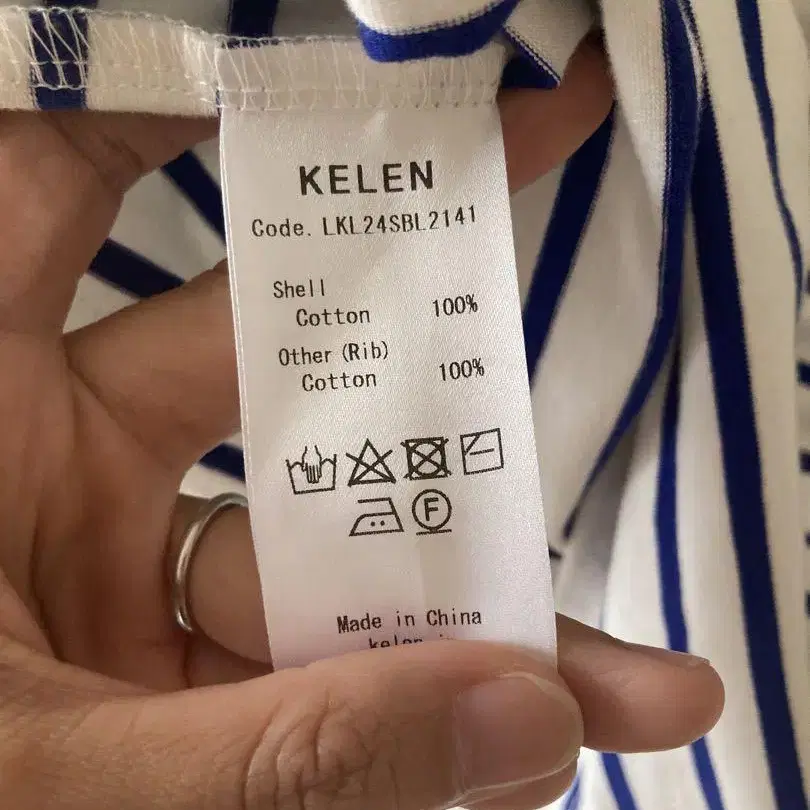 KELEN
Code. LKL24SBL2141
Shell
Cotton 100%
Other (Rib)
Cotton 100%
F
Made in China